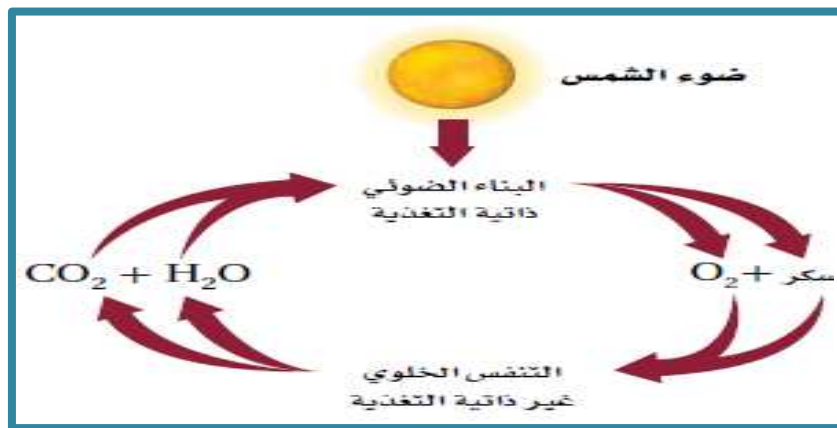 ضوء الشمس
البناء الضوئي
ذاتية التغذية
CO₂ + H₂O
سكر + O₂
التنفس الخلوي
غير ذاتية التغذية